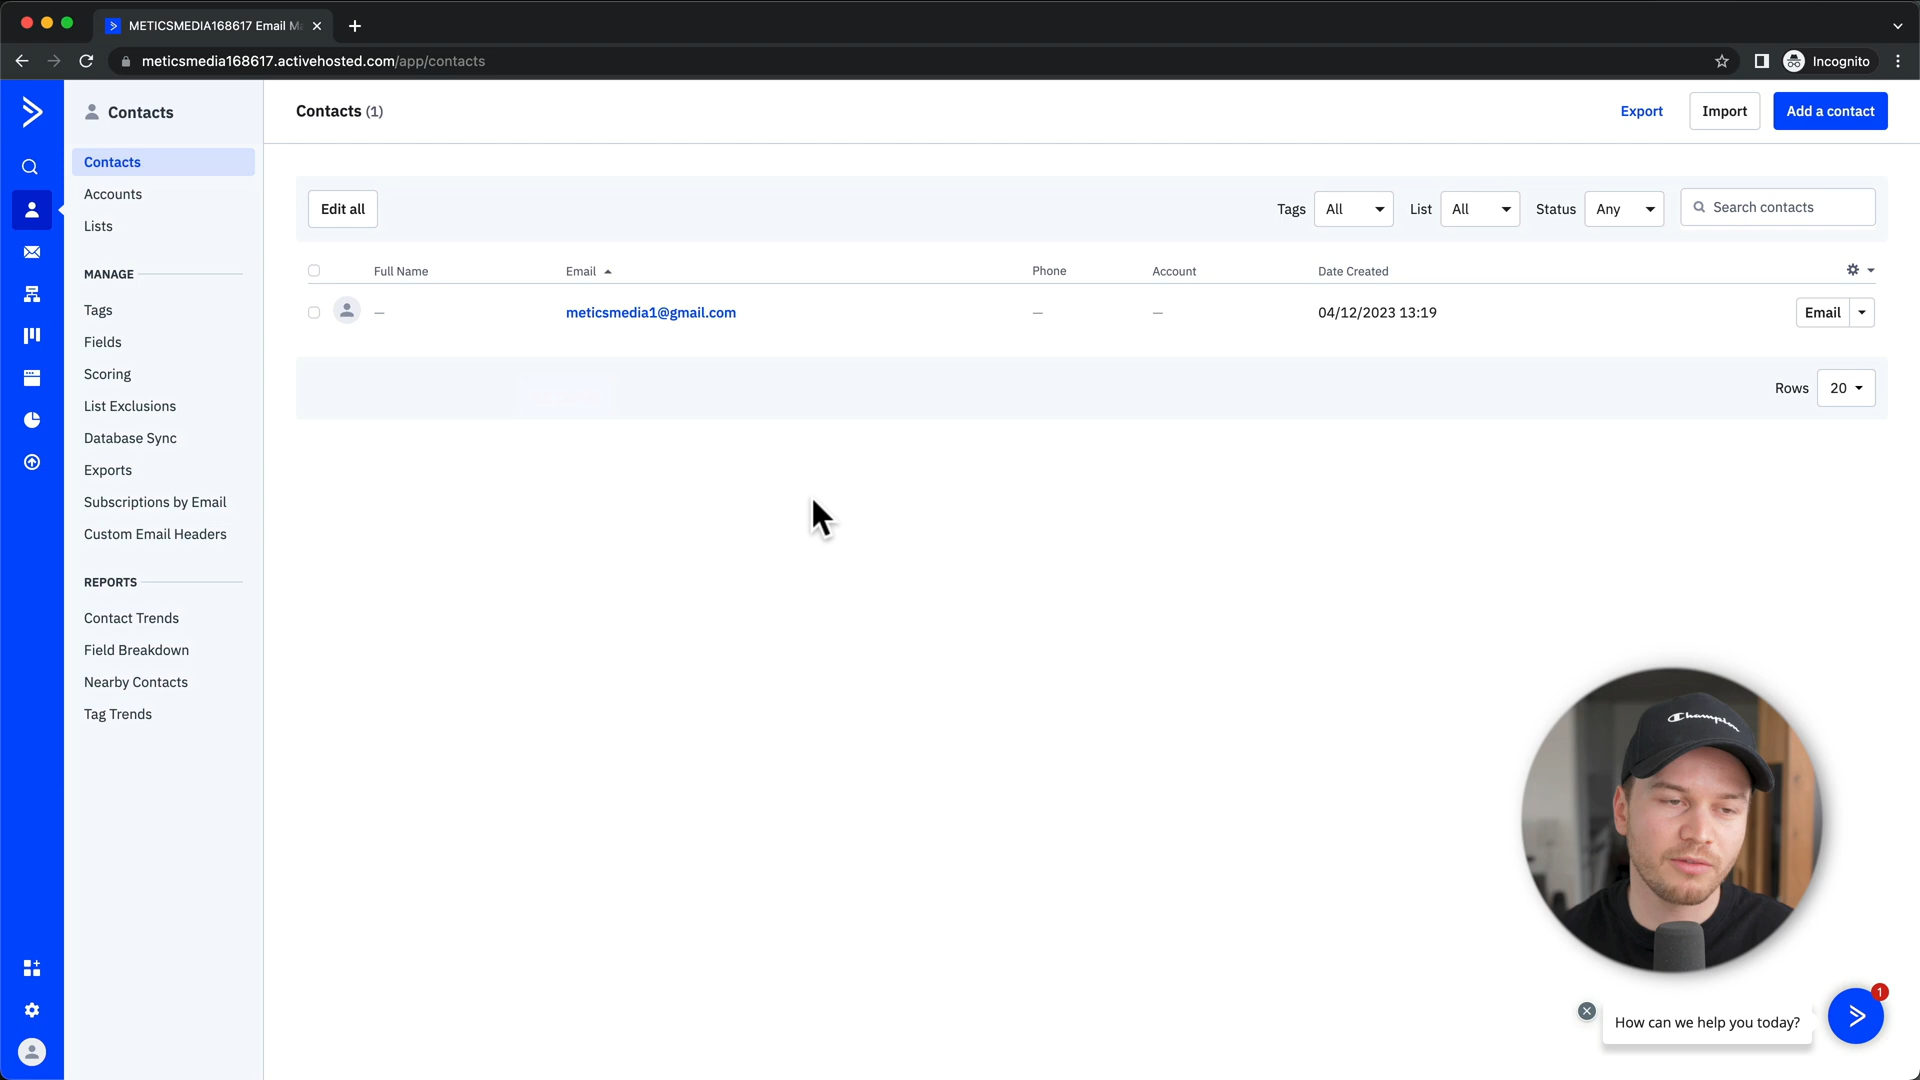 METICSMEDIA168617 Email Ma
meticsmedia168617.activehosted.com/app/contacts
Incognito
Contacts
Contacts
Accounts
Lists
MANAGE
Tags
Fields
Scoring
List Exclusions
Database Sync
Exports
Subscriptions by Email
Custom Email Headers
REPORTS
Contact Trends
Field Breakdown
Nearby Contacts
Tag Trends
Contacts (1)
Export
Import
Add a contact
Edit all
Tags All List All Status Any
Search contacts
Full Name Email Phone Account Date Created
— meticsmedia1@gmail.com — — 04/12/2023 13:19 Email
Rows 20
Champion
How can we help you today?
1